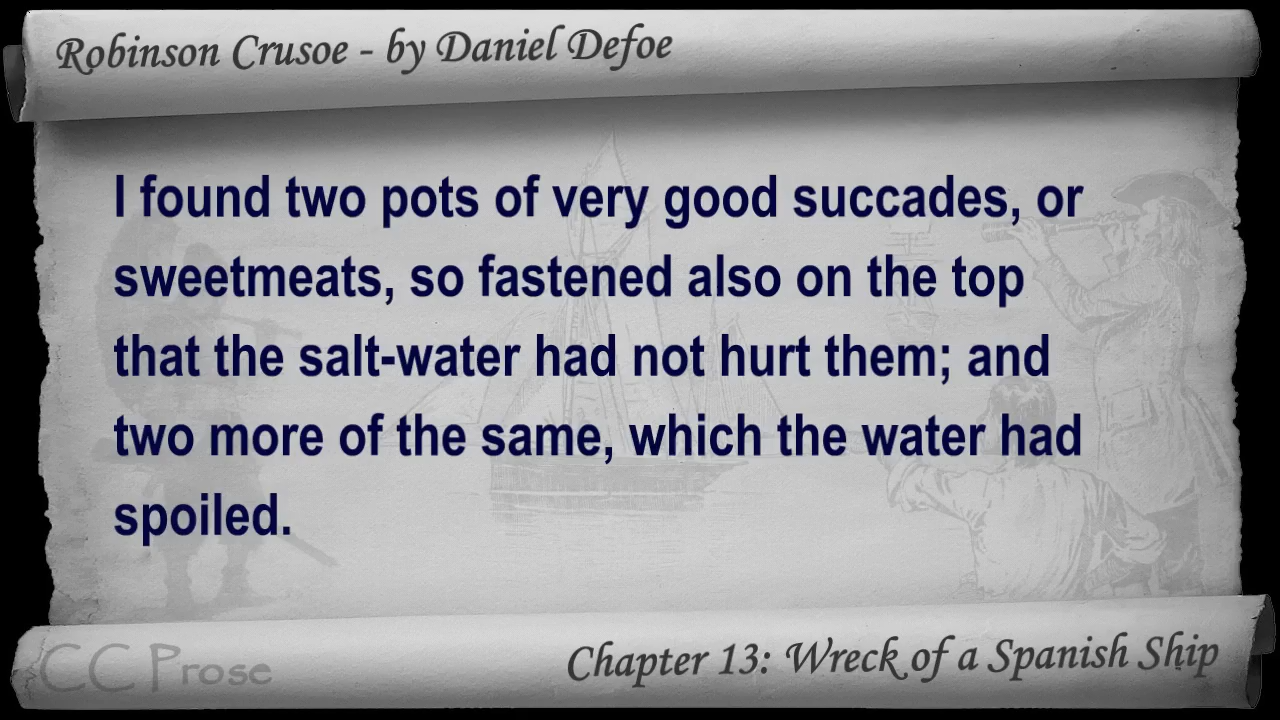 Robinson Crusoe - by Daniel Defoe
I found two pots of very good succades, or
sweetmeats, so fastened also on the top
that the salt-water had not hurt them; and
two more of the same, which the water had
spoiled.
CC Prose
Chapter 13: Wreck of a Spanish Ship